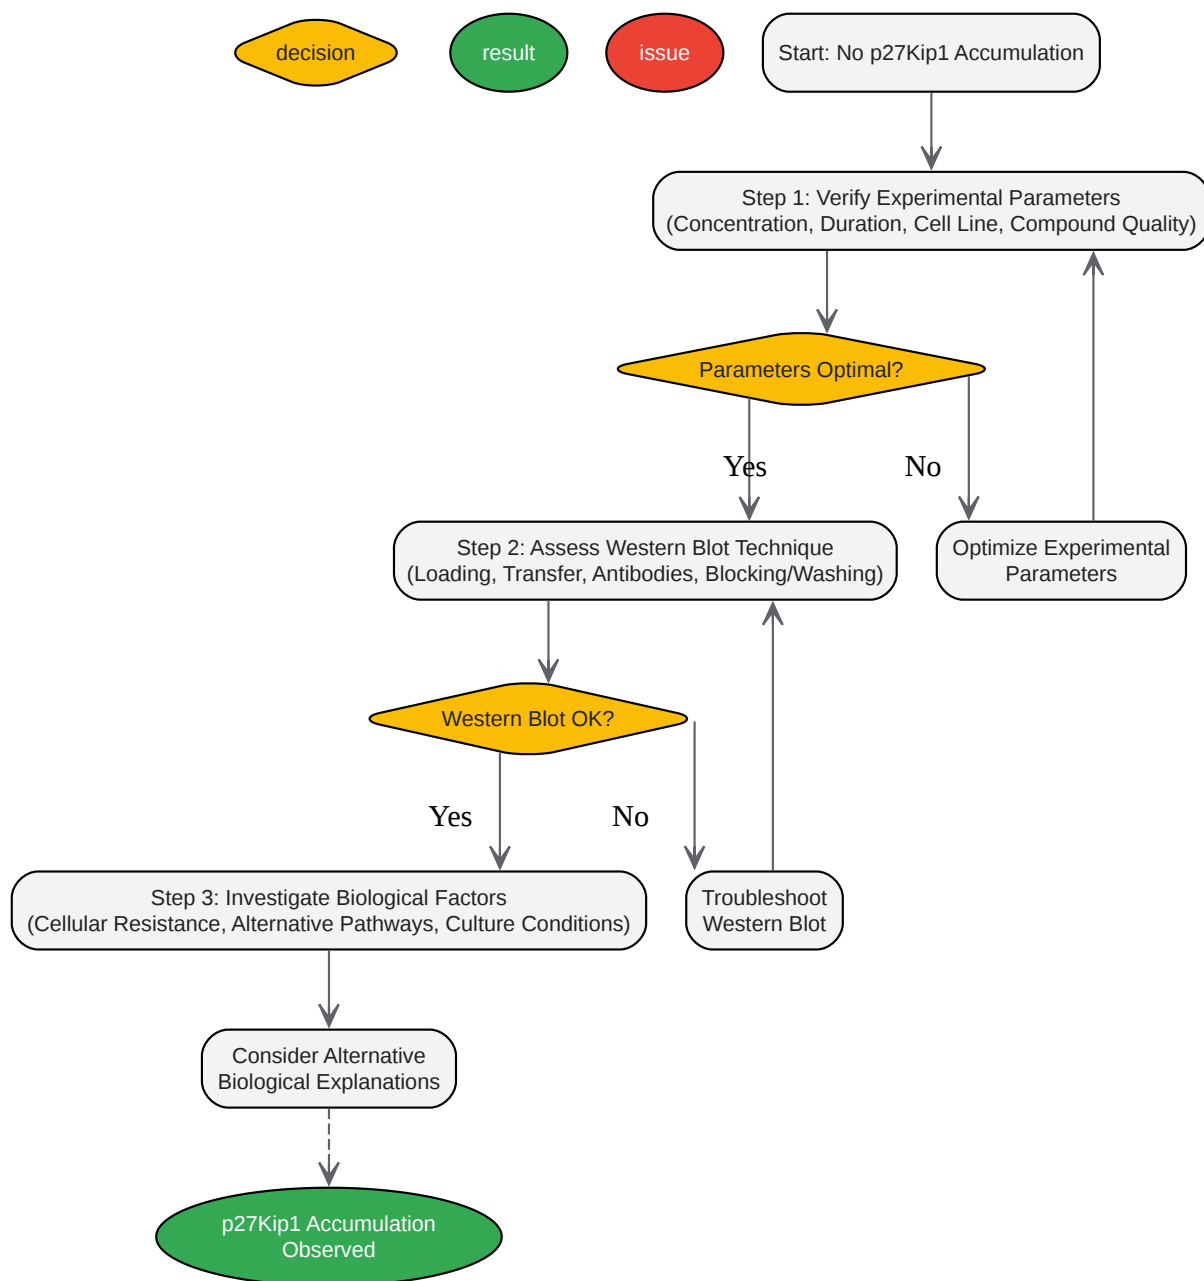 decision
result
issue
Start: No p27Kip1 Accumulation
Step 1: Verify Experimental Parameters
(Concentration, Duration, Cell Line, Compound Quality)
Parameters Optimal?
Yes
No
Step 2: Assess Western Blot Technique
(Loading, Transfer, Antibodies, Blocking/Washing)
Optimize Experimental
Parameters
Western Blot OK?
Yes
No
Step 3: Investigate Biological Factors
(Cellular Resistance, Alternative Pathways, Culture Conditions)
Troubleshoot
Western Blot
Consider Alternative
Biological Explanations
p27Kip1 Accumulation
Observed